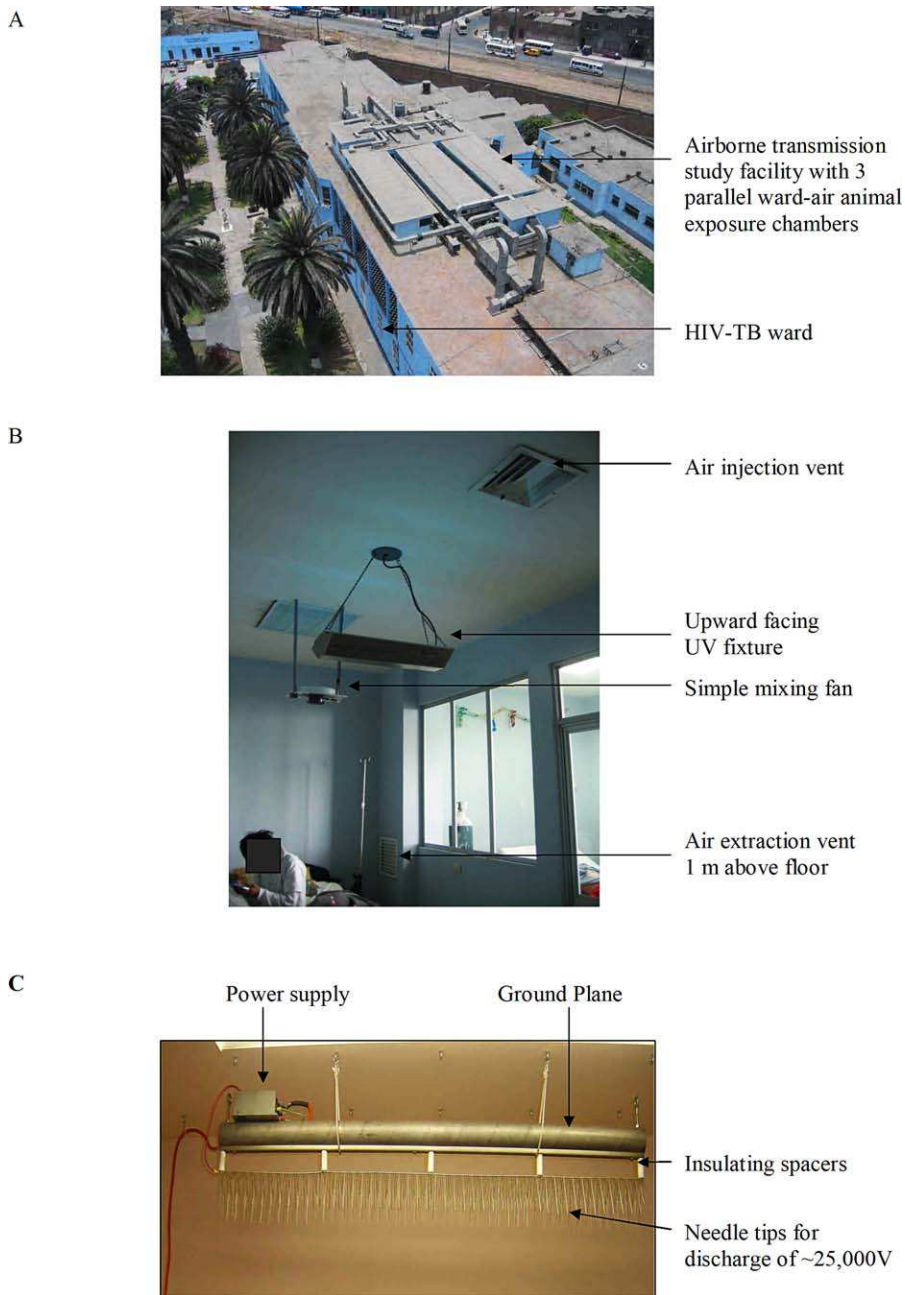 A
Airborne transmission
study facility with 3
parallel ward-air animal
exposure chambers
HIV-TB ward
B
Air injection vent
Upward facing
UV fixture
Simple mixing fan
Air extraction vent
1 m above floor
C
Power supply
Ground Plane
Insulating spacers
Needle tips for
discharge of ~25,000V